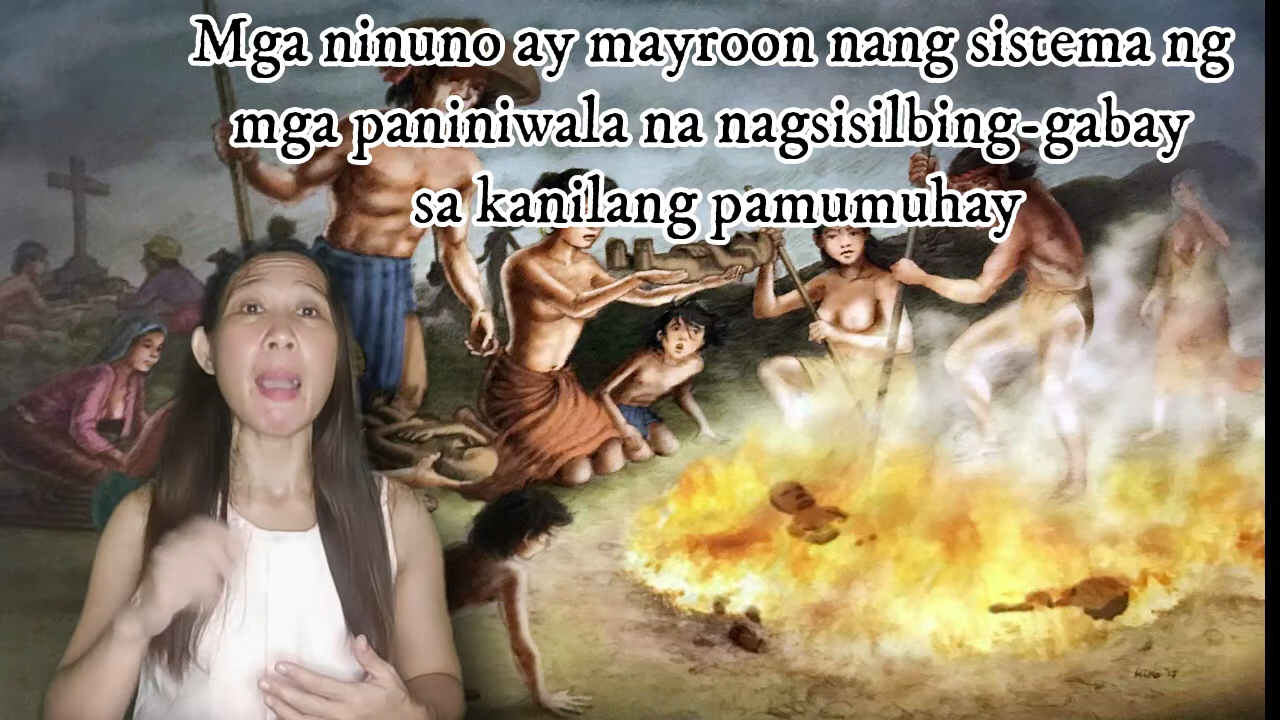 Mga ninuno ay mayroon nang sistema ng
mga paniniwala na nagsisilbing-gabay
sa kanilang pamumuhay